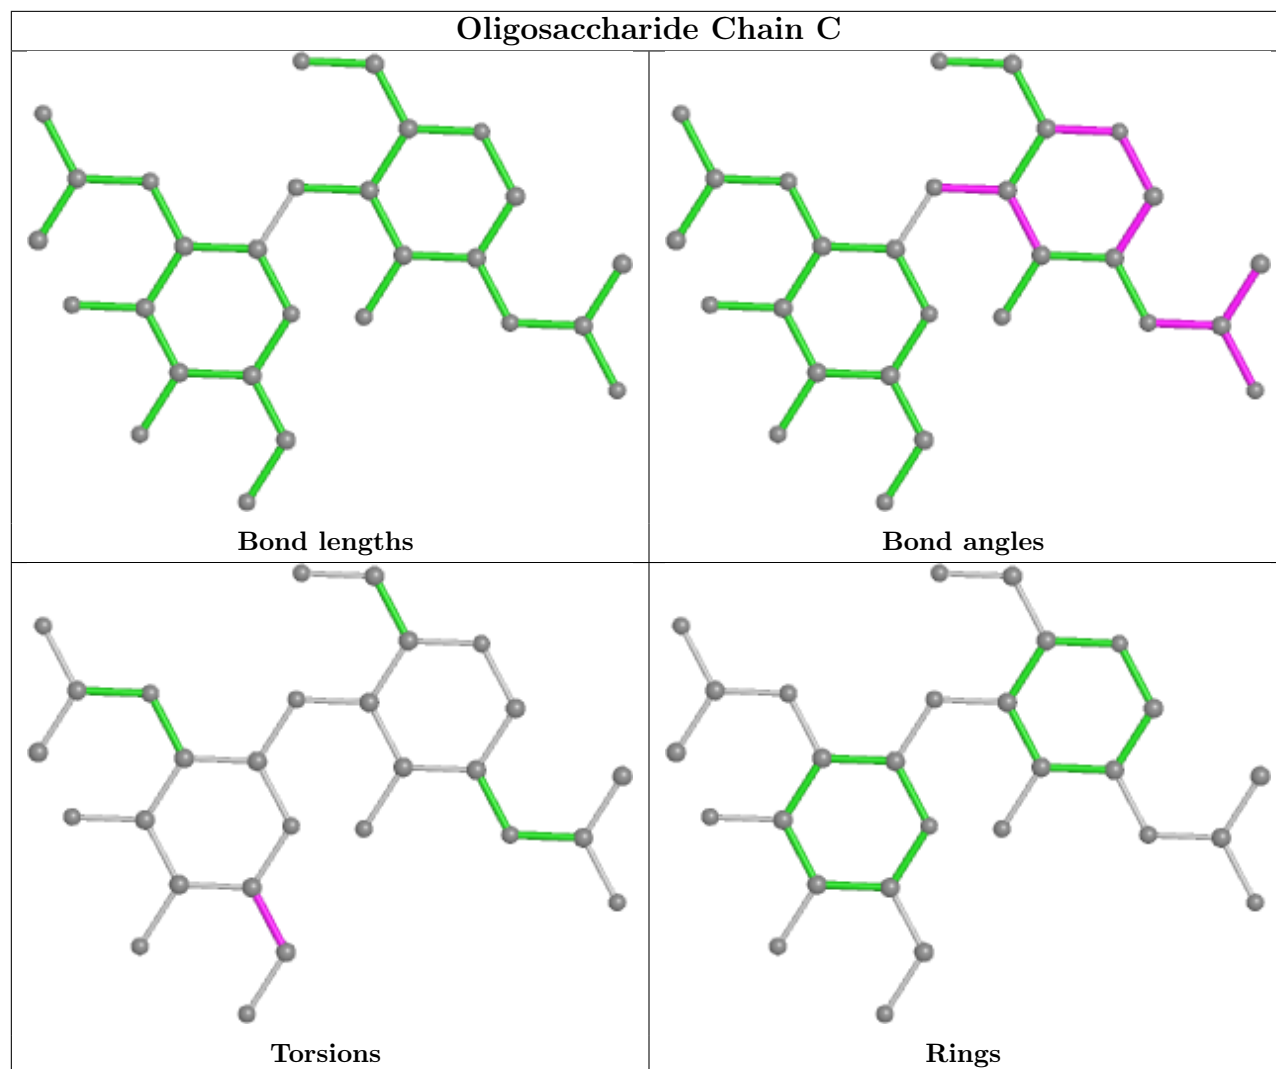 Oligosaccharide Chain C
Bond lengths
Bond angles
Torsions
Rings